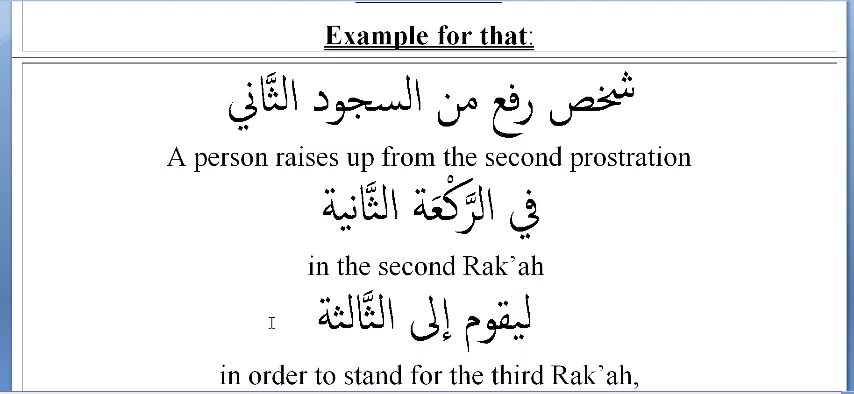 Example for that:
شخص رفع من السجود الثَّاني
A person raises up from the second prostration
في الرَّكْعَة الثَّانية
in the second Rak’ah
ليقوم إلى الثَّالثة
in order to stand for the third Rak’ah,